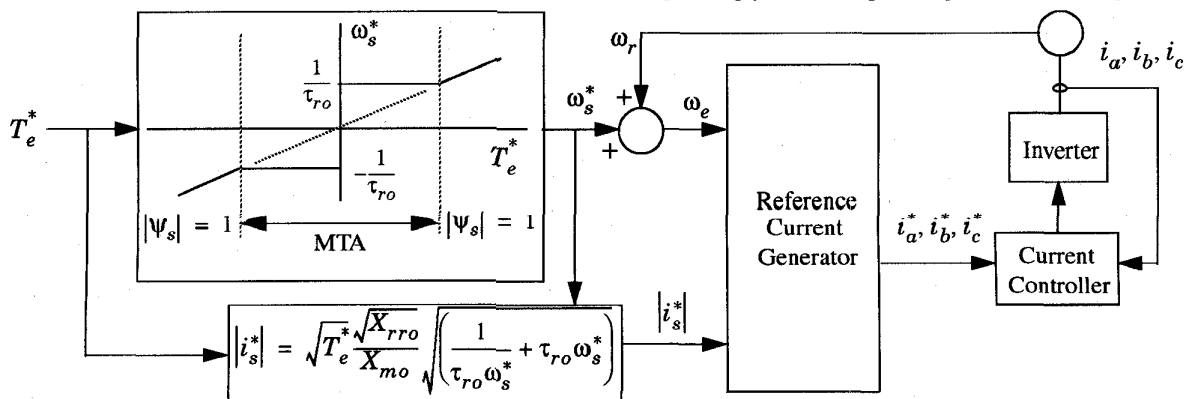 ω_s^*
1/τ_ro
T_e^*
-1/τ_ro
T_e^*
|Ψ_s| = 1
MTA
|Ψ_s| = 1
ω_s^*
+
+
ω_r
ω_e
Reference
Current
Generator
i_a^*, i_b^*, i_c^*
i_a, i_b, i_c
Inverter
Current
Controller
|i_s^*| = √(T_e^*) √(X_rro)/X_mo √(1/(τ_ro ω_s^*) + τ_ro ω_s^*)
|i_s^*|